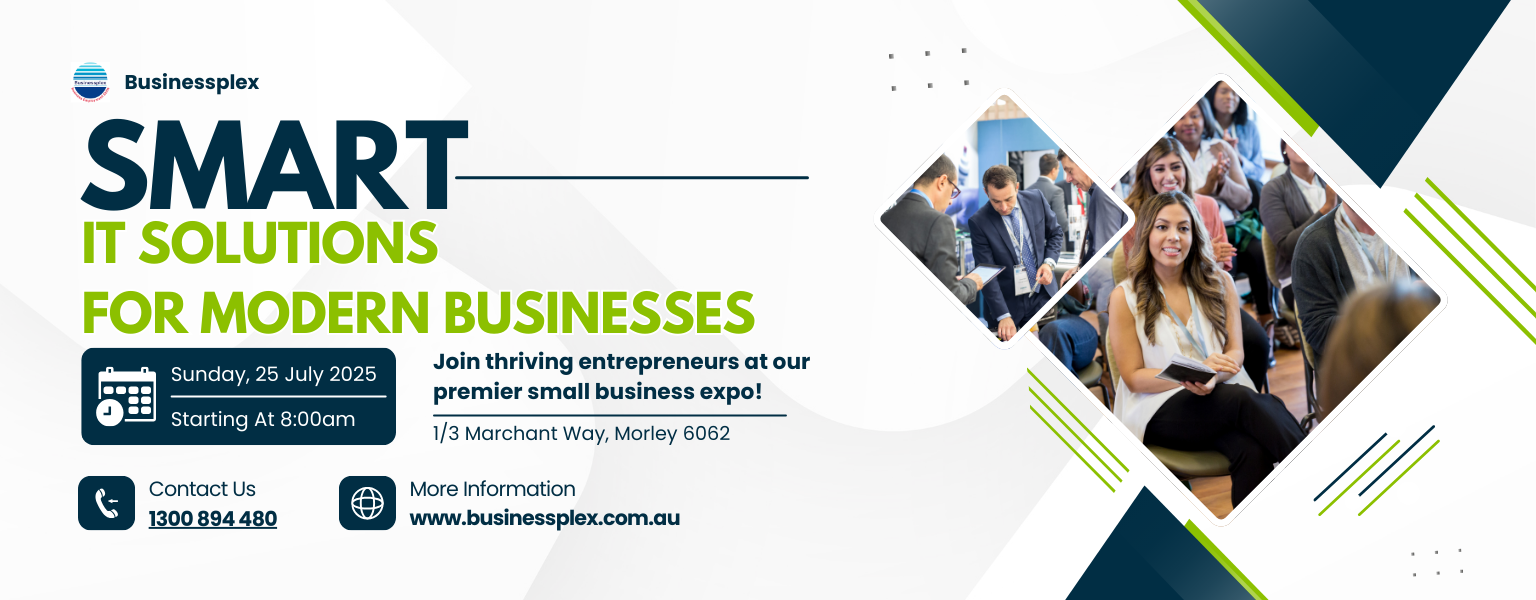 Businessplex
Businessplex
SMART
IT SOLUTIONS
FOR MODERN BUSINESSES
Sunday, 25 July 2025
Starting At 8:00am
Join thriving entrepreneurs at our
premier small business expo!
1/3 Marchant Way, Morley 6062
Contact Us
1300 894 480
More Information
www.businessplex.com.au